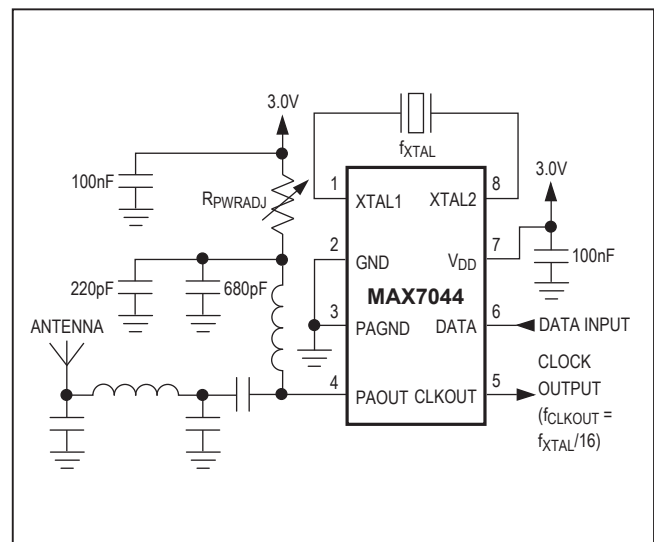 3.0V
fXTAL
100nF
RPWRADJ
3.0V
1
8
XTAL1
XTAL2
2
7
GND
VDD
100nF
220pF
680pF
MAX7044
ANTENNA
3
6
PAGND
DATA
DATA INPUT
4
5
PAOUT
CLKOUT
CLOCK
OUTPUT
(fCLKOUT =
fXTAL/16)